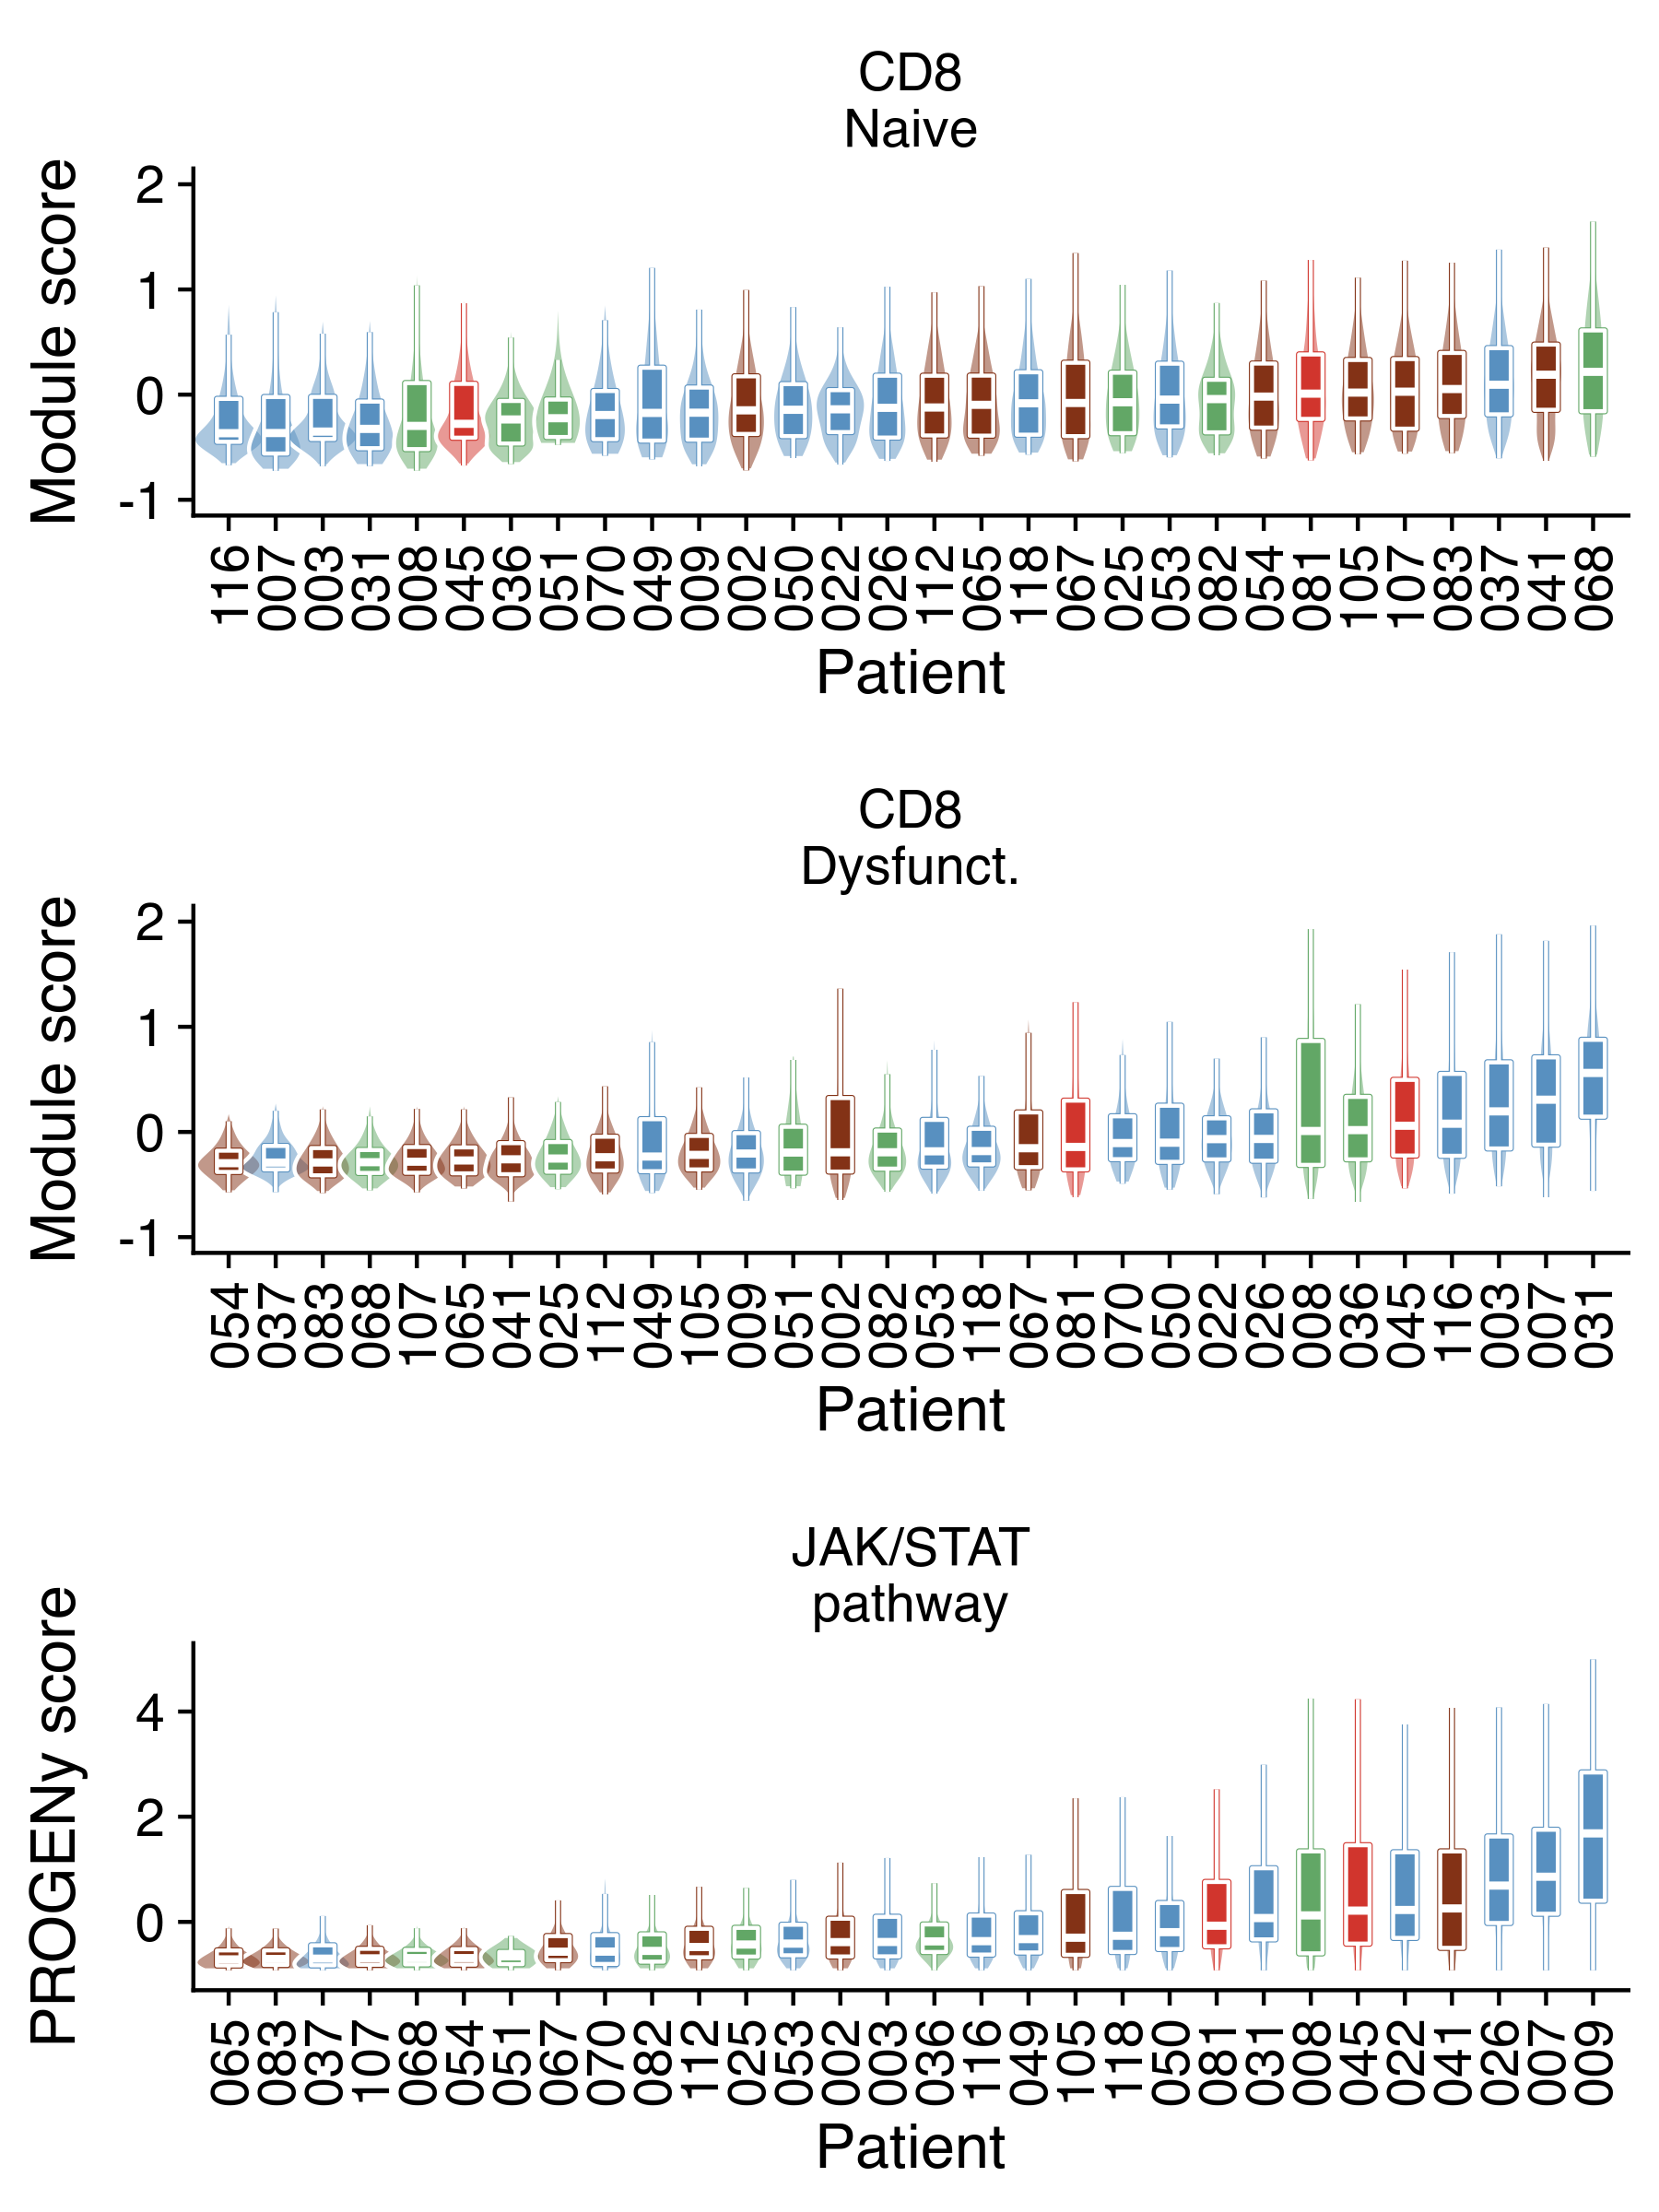 CD8
Naive
Module score
2
1
0
-1
116 007 003 031 008 045 036 051 070 049 009 002 050 022 026 112 065 118 067 025 053 082 054 081 105 107 083 037 041 068
Patient
CD8
Dysfunct.
Module score
2
1
0
-1
054 037 083 068 107 065 041 025 112 049 105 009 051 002 082 053 118 067 081 070 050 022 026 008 036 045 116 003 007 031
Patient
JAK/STAT
pathway
PROGENy score
4
2
0
065 083 037 107 068 054 051 067 070 082 112 025 053 002 003 036 116 049 105 118 050 081 031 008 045 022 041 026 007 009
Patient